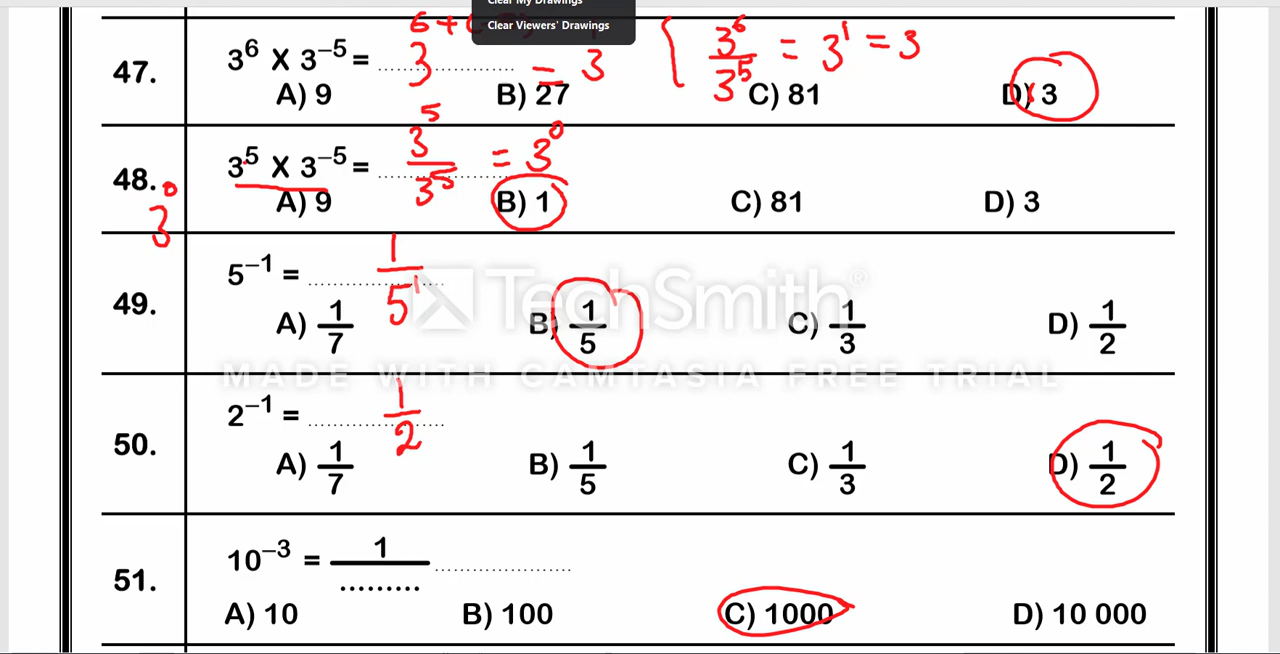 Clear My Drawings
Clear Viewers' Drawings
47. 3⁶ X 3⁻⁵ = .................... 3 = 3 3⁶/3⁵ = 3¹ = 3
A) 9 B) 27 C) 81 D) 3
48. 3⁵ X 3⁻⁵ = .................... 3⁵/3⁵ = 3⁰
3⁰
A) 9 B) 1 C) 81 D) 3
49. 5⁻¹ = .................... 1/5¹
A) 1/7 B) 1/5 C) 1/3 D) 1/2
TechSmith®
MADE WITH CAMTASIA FREE TRIAL
50. 2⁻¹ = .................... 1/2
A) 1/7 B) 1/5 C) 1/3 D) 1/2
51. 10⁻³ = 1/......... ....................
A) 10 B) 100 C) 1000 D) 10 000